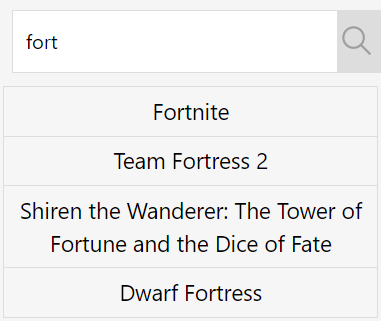 fort
Fortnite
Team Fortress 2
Shiren the Wanderer: The Tower of
Fortune and the Dice of Fate
Dwarf Fortress